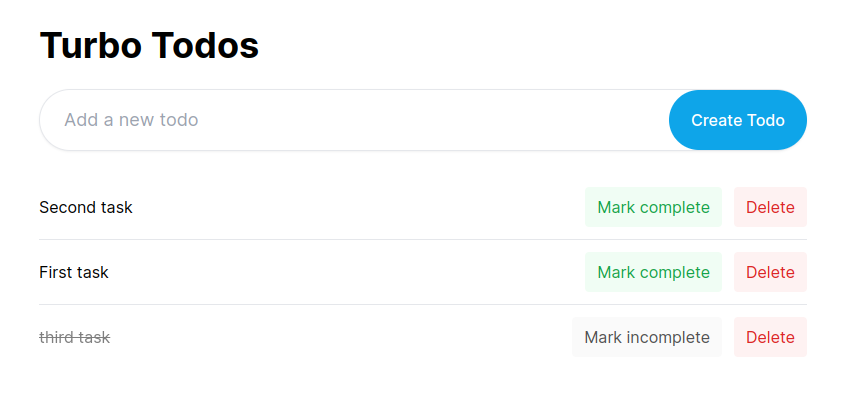 Turbo Todos
Add a new todo Create Todo
Second task Mark complete Delete
First task Mark complete Delete
third task Mark incomplete Delete